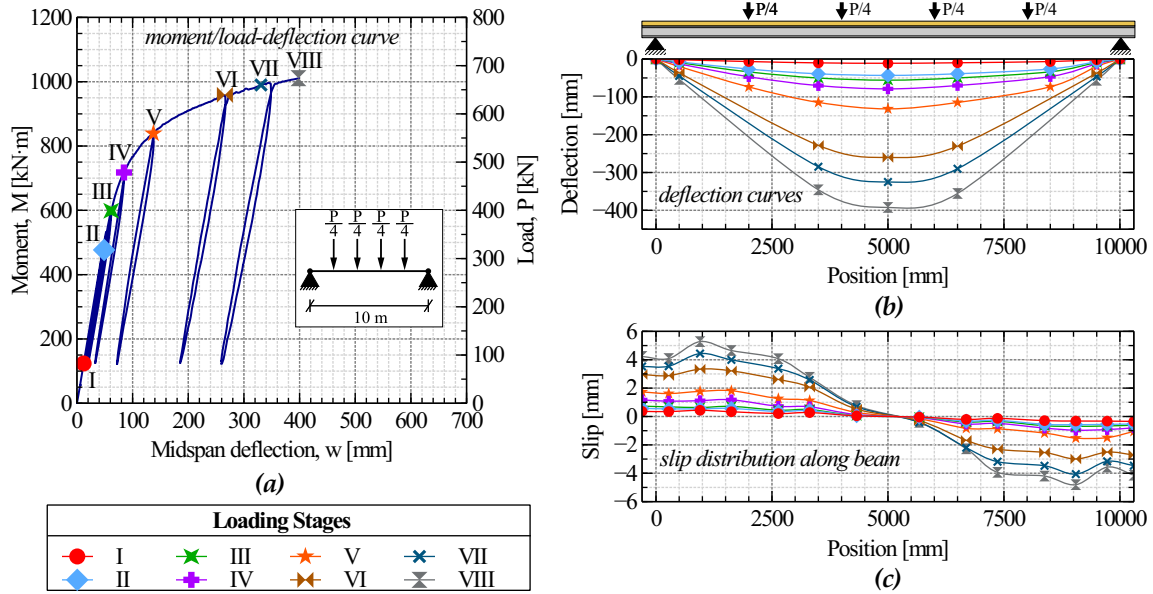 moment/load-deflection curve
Moment, M [kN·m]
1200
1000
800
600
400
200
0
I
II
III
IV
V
VI
VII
VIII
P/4 P/4 P/4 P/4
10 m
0 100 200 300 400 500 600 700
Midspan deflection, w [mm]
800
700
600
500
400
300
200
100
0
Load, P [kN]
(a)
Loading Stages
I III V VII
II IV VI VIII
P/4 P/4 P/4 P/4
Deflection [mm]
0
−100
−200
−300
−400
deflection curves
0 2500 5000 7500 10000
Position [mm]
(b)
Slip [mm]
6
4
2
0
−2
−4
−6
slip distribution along beam
0 2500 5000 7500 10000
Position [mm]
(c)